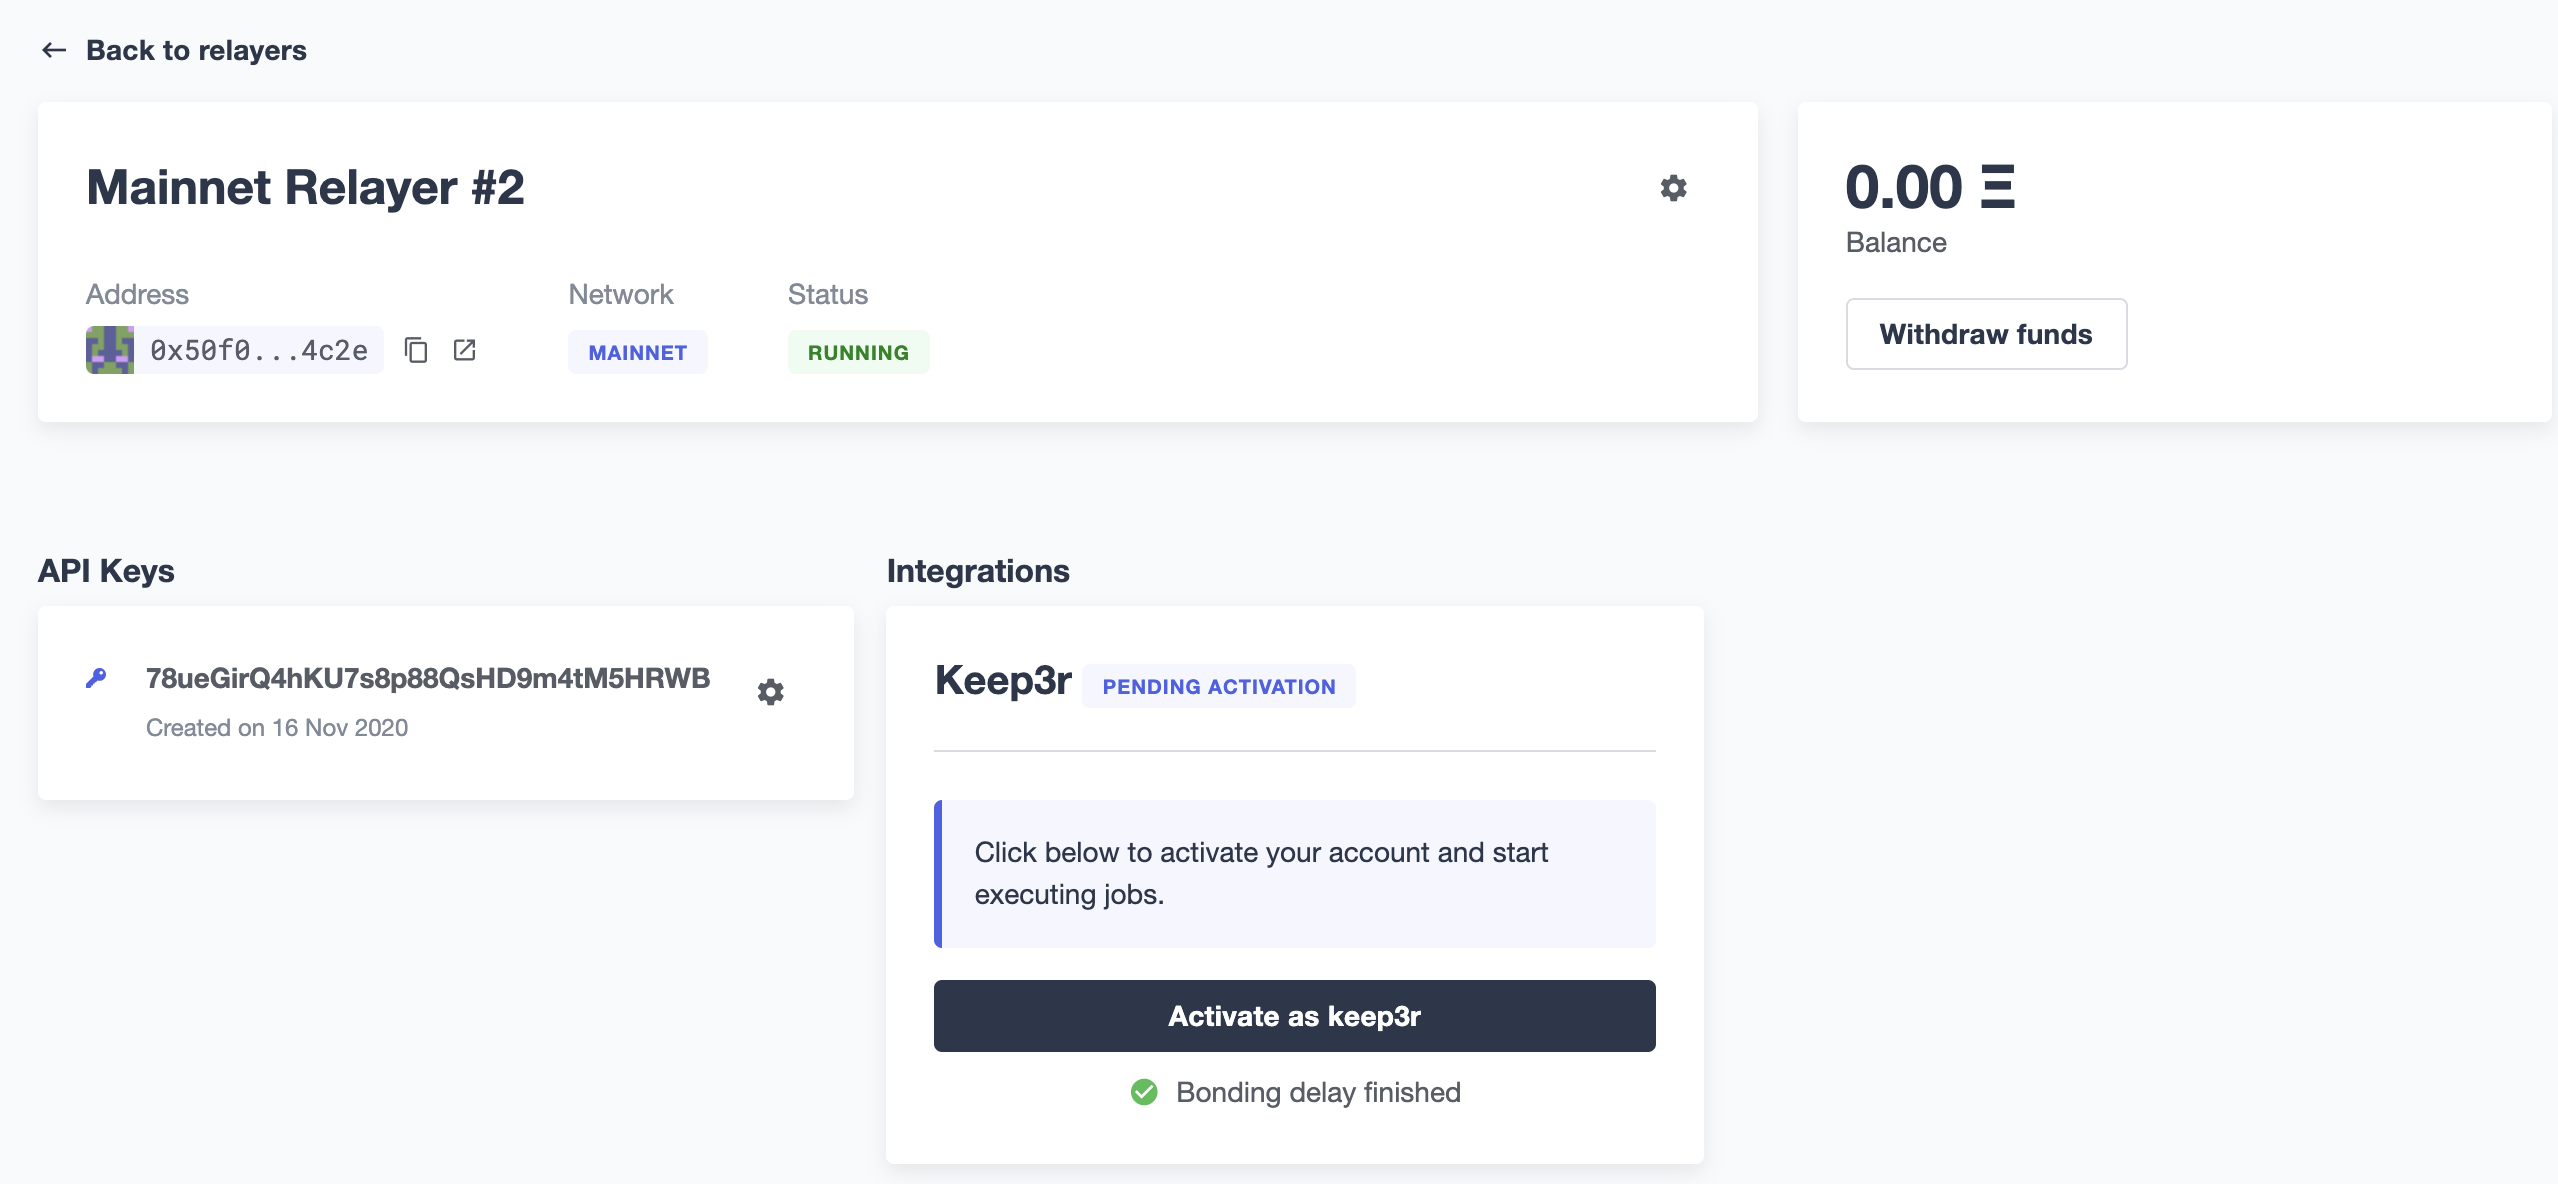 ← Back to relayers
Mainnet Relayer #2
Address
0x50f0...4c2e
Network
MAINNET
Status
RUNNING
0.00 Ξ
Balance
Withdraw funds
API Keys
78ueGirQ4hKU7s8p88QsHD9m4tM5HRWB
Created on 16 Nov 2020
Integrations
Keep3r PENDING ACTIVATION
Click below to activate your account and start
executing jobs.
Activate as keep3r
Bonding delay finished